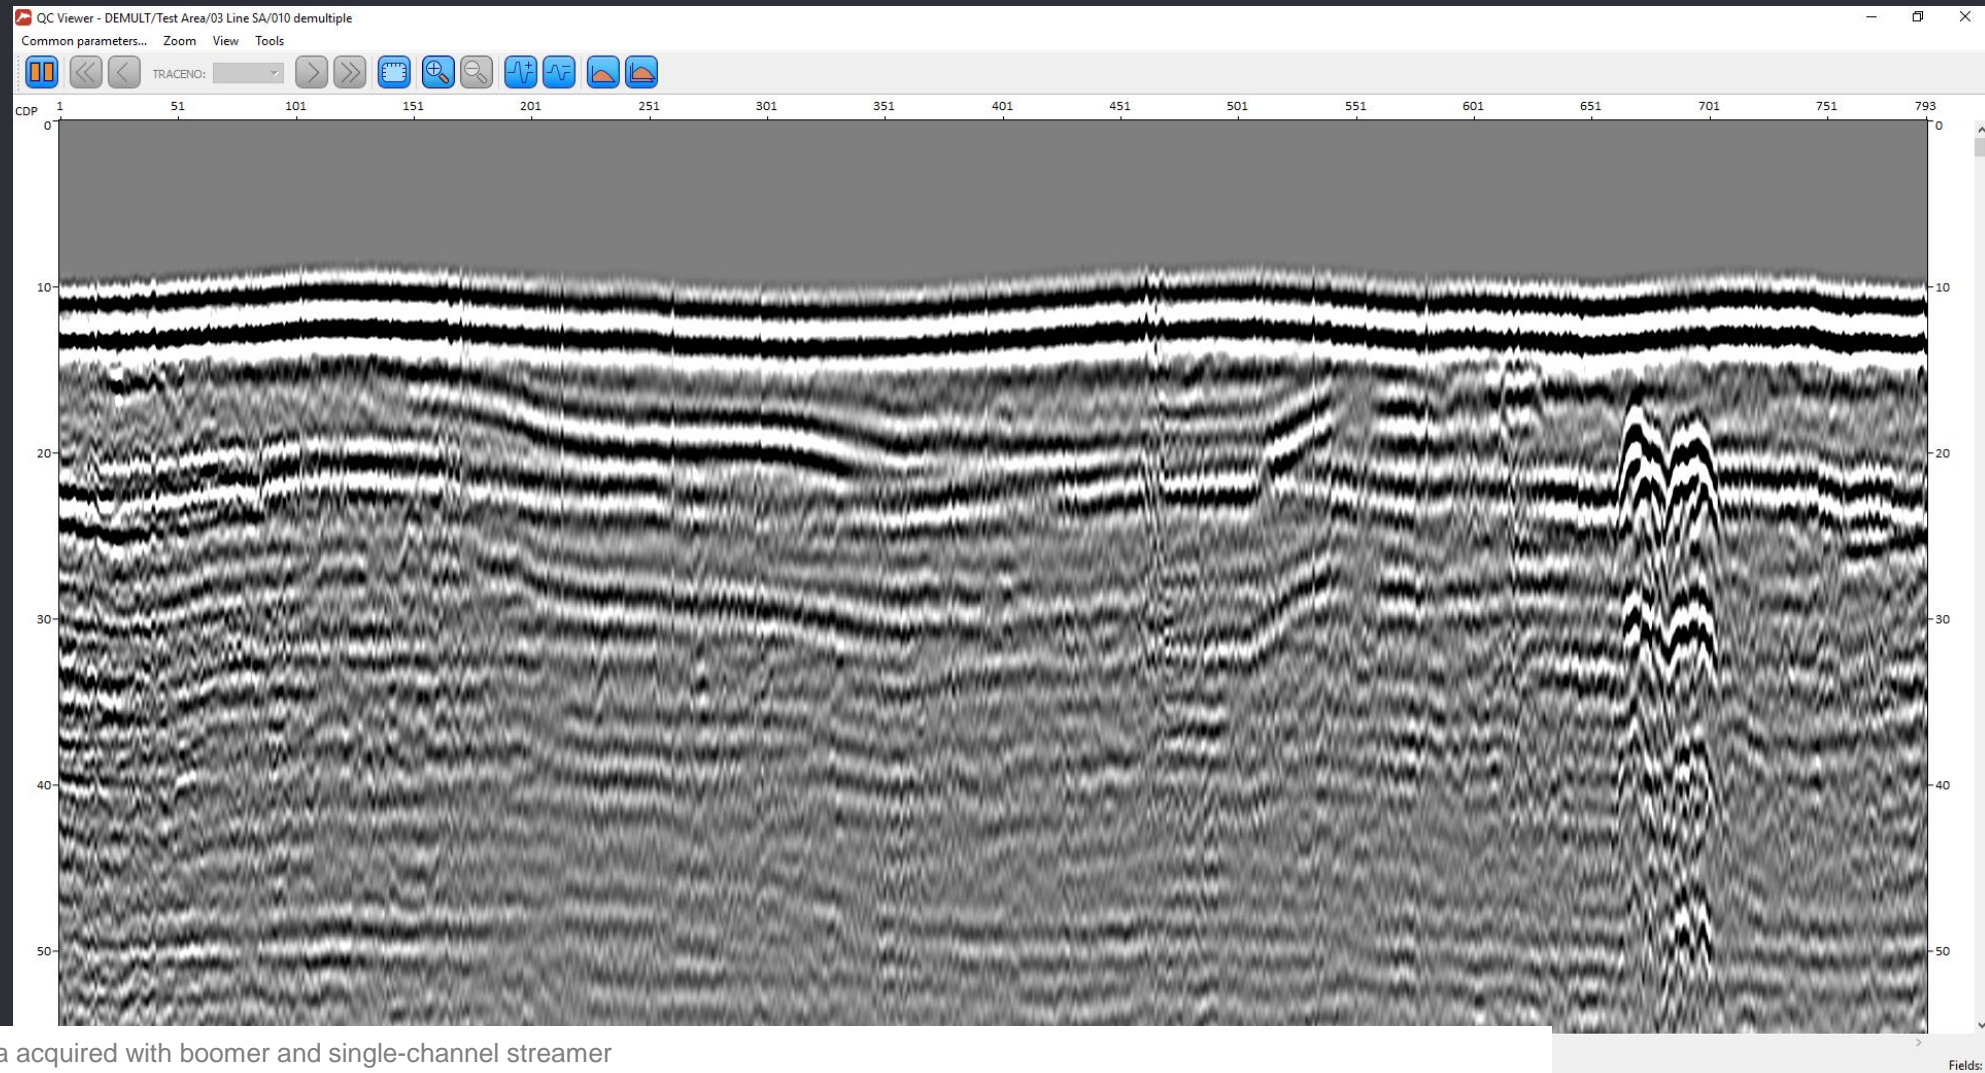 QC Viewer - DEMULT/Test Area/03 Line SA/010 demultiple
Common parameters... Zoom View Tools
TRACENO:
CDP 1 51 101 151 201 251 301 351 401 451 501 551 601 651 701 751 793
0 0
10 10
20 20
30 30
40 40
50 50
a acquired with boomer and single-channel streamer
Fields: